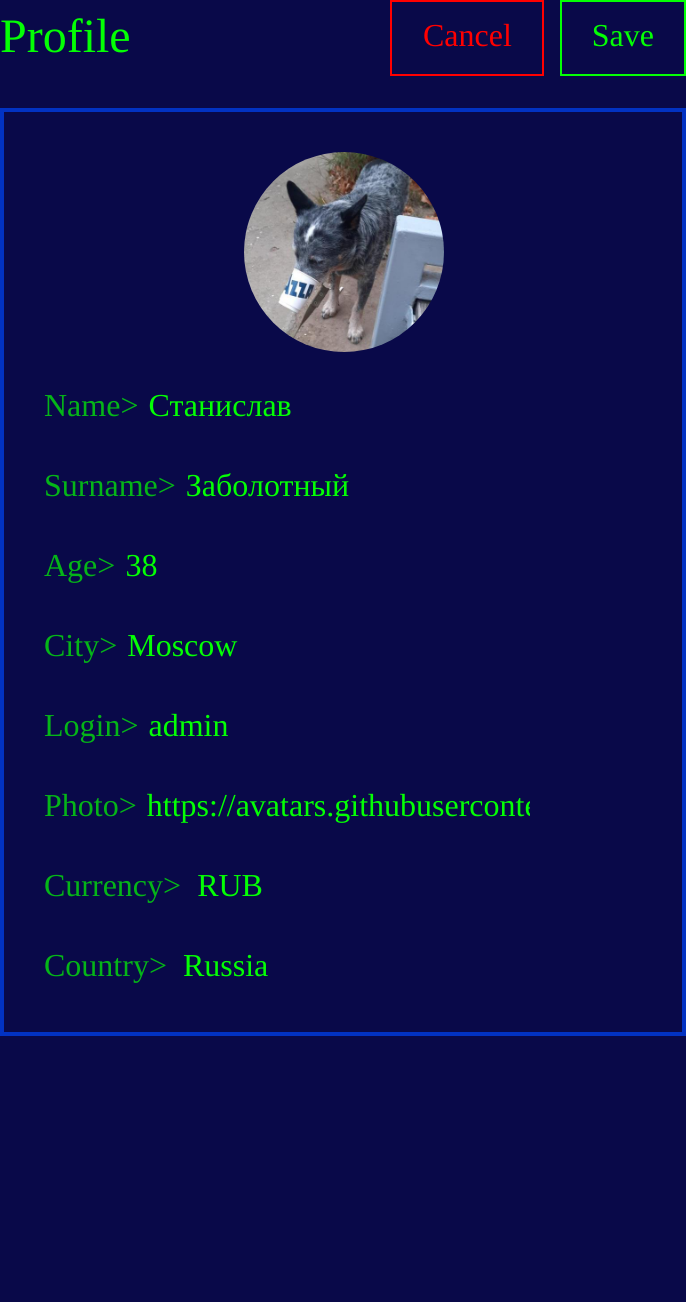 Profile
Cancel
Save
Name> Станислав
Surname> Заболотный
Age> 38
City> Moscow
Login> admin
Photo> https://avatars.githubuserconte
Currency> RUB
Country> Russia